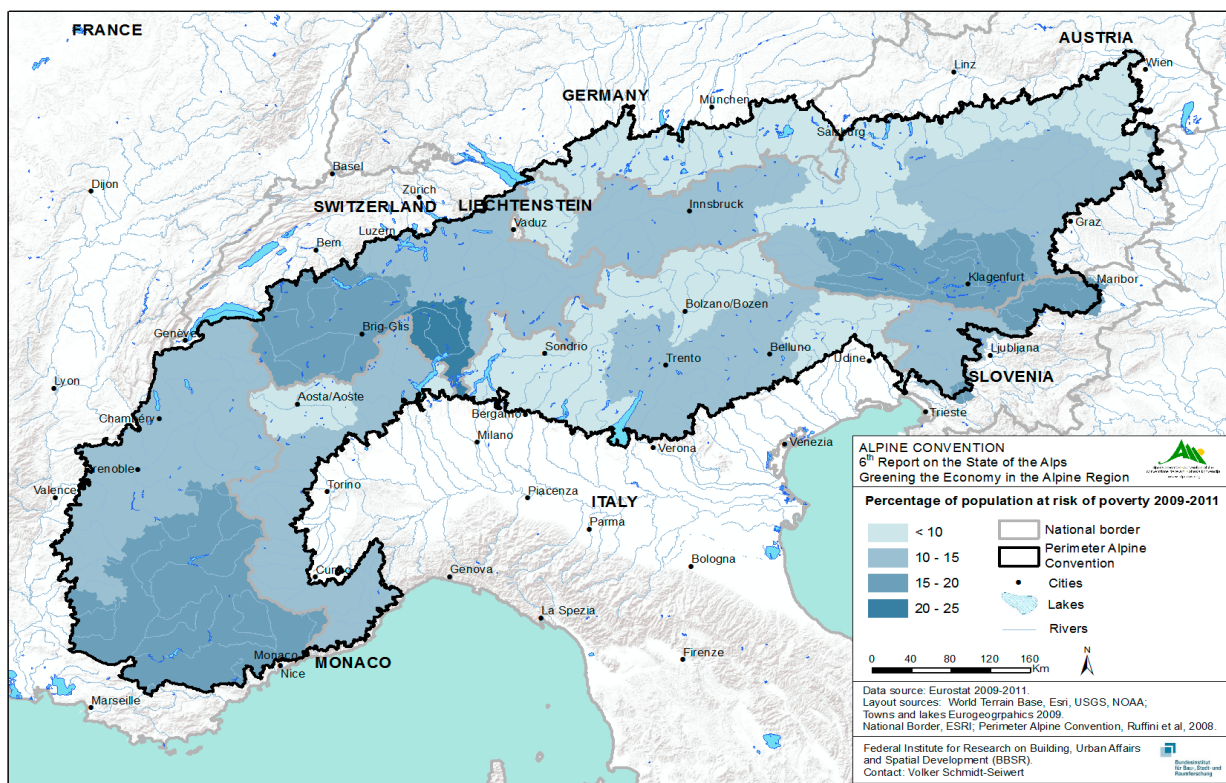 FRANCE
AUSTRIA
Linz
Wien
GERMANY
München
Salzburg
Basel
Dijon
Zürich
SWITZERLAND
LIECHTENSTEIN
Innsbruck
Luzern
Vaduz
Graz
Bern
Klagenfurt
Maribor
Bolzano/Bozen
Genève
Brig-Glis
Sondrio
Belluno
Ljubljana
Trento
Udine
SLOVENIA
Lyon
Aosta/Aoste
Chambéry
Bergamo
Trieste
Milano
Venezia
Verona
Grenoble
Valence
Torino
Piacenza
ITALY
Parma
Bologna
Cuneo
Genova
La Spezia
Monaco
MONACO
Nice
Firenze
Marseille
ALPINE CONVENTION
6th Report on the State of the Alps
Greening the Economy in the Alpine Region
Percentage of population at risk of poverty 2009-2011
< 10
10 - 15
15 - 20
20 - 25
National border
Perimeter Alpine
Convention
Cities
Lakes
Rivers
0 40 80 120 160
Km
N
Data source: Eurostat 2009-2011.
Layout sources: World Terrain Base, Esri, USGS, NOAA;
Towns and lakes Eurogeogrpahics 2009.
National Border, ESRI; Perimeter Alpine Convention, Ruffini et al, 2008.
Federal Institute for Research on Building, Urban Affairs
and Spatial Development (BBSR).
Contact: Volker Schmidt-Seiwert
Bundesinstitut
für Bau-, Stadt- und
Raumforschung